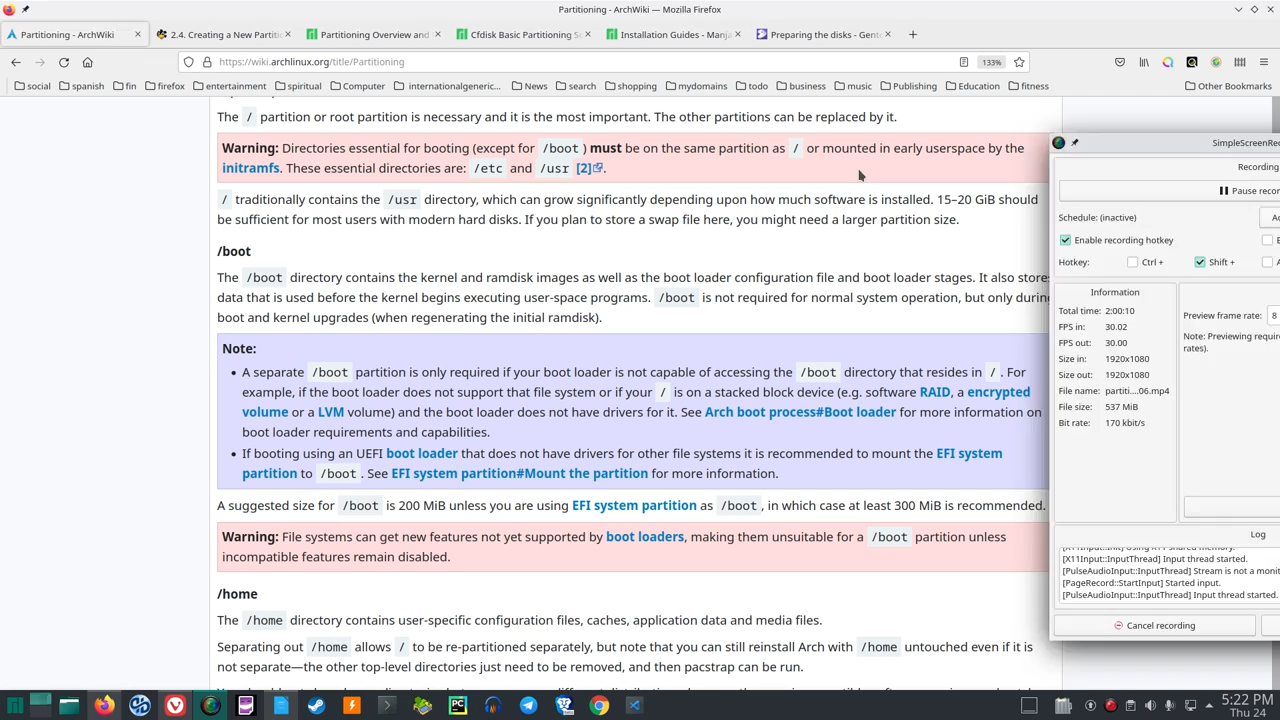 Partitioning - ArchWiki — Mozilla Firefox
Partitioning - ArchWiki
2.4. Creating a New Partiti
Partitioning Overview and
Cfdisk Basic Partitioning
Installation Guides - Manja
Preparing the disks - Gent
https://wiki.archlinux.org/title/Partitioning
133%
social
spanish
fin
firefox
entertainment
spiritual
Computer
internationalgeneric...
News
search
shopping
mydomains
todo
business
music
Publishing
Education
fitness
Other Bookmarks
The / partition or root partition is necessary and it is the most important. The other partitions can be replaced by it.
Warning: Directories essential for booting (except for /boot ) must be on the same partition as / or mounted in early userspace by the
initramfs. These essential directories are: /etc and /usr [2].
/ traditionally contains the /usr directory, which can grow significantly depending upon how much software is installed. 15–20 GiB should
be sufficient for most users with modern hard disks. If you plan to store a swap file here, you might need a larger partition size.
/boot
The /boot directory contains the kernel and ramdisk images as well as the boot loader configuration file and boot loader stages. It also store
data that is used before the kernel begins executing user-space programs. /boot is not required for normal system operation, but only durin
boot and kernel upgrades (when regenerating the initial ramdisk).
Note:
• A separate /boot partition is only required if your boot loader is not capable of accessing the /boot directory that resides in / . For
example, if the boot loader does not support that file system or if your / is on a stacked block device (e.g. software RAID, a encrypted
volume or a LVM volume) and the boot loader does not have drivers for it. See Arch boot process#Boot loader for more information on
boot loader requirements and capabilities.
• If booting using an UEFI boot loader that does not have drivers for other file systems it is recommended to mount the EFI system
partition to /boot . See EFI system partition#Mount the partition for more information.
A suggested size for /boot is 200 MiB unless you are using EFI system partition as /boot , in which case at least 300 MiB is recommended.
Warning: File systems can get new features not yet supported by boot loaders, making them unsuitable for a /boot partition unless
incompatible features remain disabled.
/home
The /home directory contains user-specific configuration files, caches, application data and media files.
Separating out /home allows / to be re-partitioned separately, but note that you can still reinstall Arch with /home untouched even if it is
not separate—the other top-level directories just need to be removed, and then pacstrap can be run.
SimpleScreenRec
Recording
Pause recor
Schedule: (inactive)
Enable recording hotkey
Hotkey:
Ctrl +
Shift +
Information
Total time: 2:00:10
FPS in: 30.02
FPS out: 30.00
Size in: 1920x1080
Size out: 1920x1080
File name: partiti....06.mp4
File size: 537 MiB
Bit rate: 170 kbit/s
Preview frame rate: 8
Note: Previewing requir
rates).
Log
[X11Input::Init] Using X11 shared memory.
[X11Input::InputThread] Input thread started.
[PulseAudioInput::InputThread] Stream is not a monit
[PageRecord::StartInput] Started input.
[PulseAudioInput::InputThread] Input thread started.
Cancel recording
5:22 PM
Thu 24